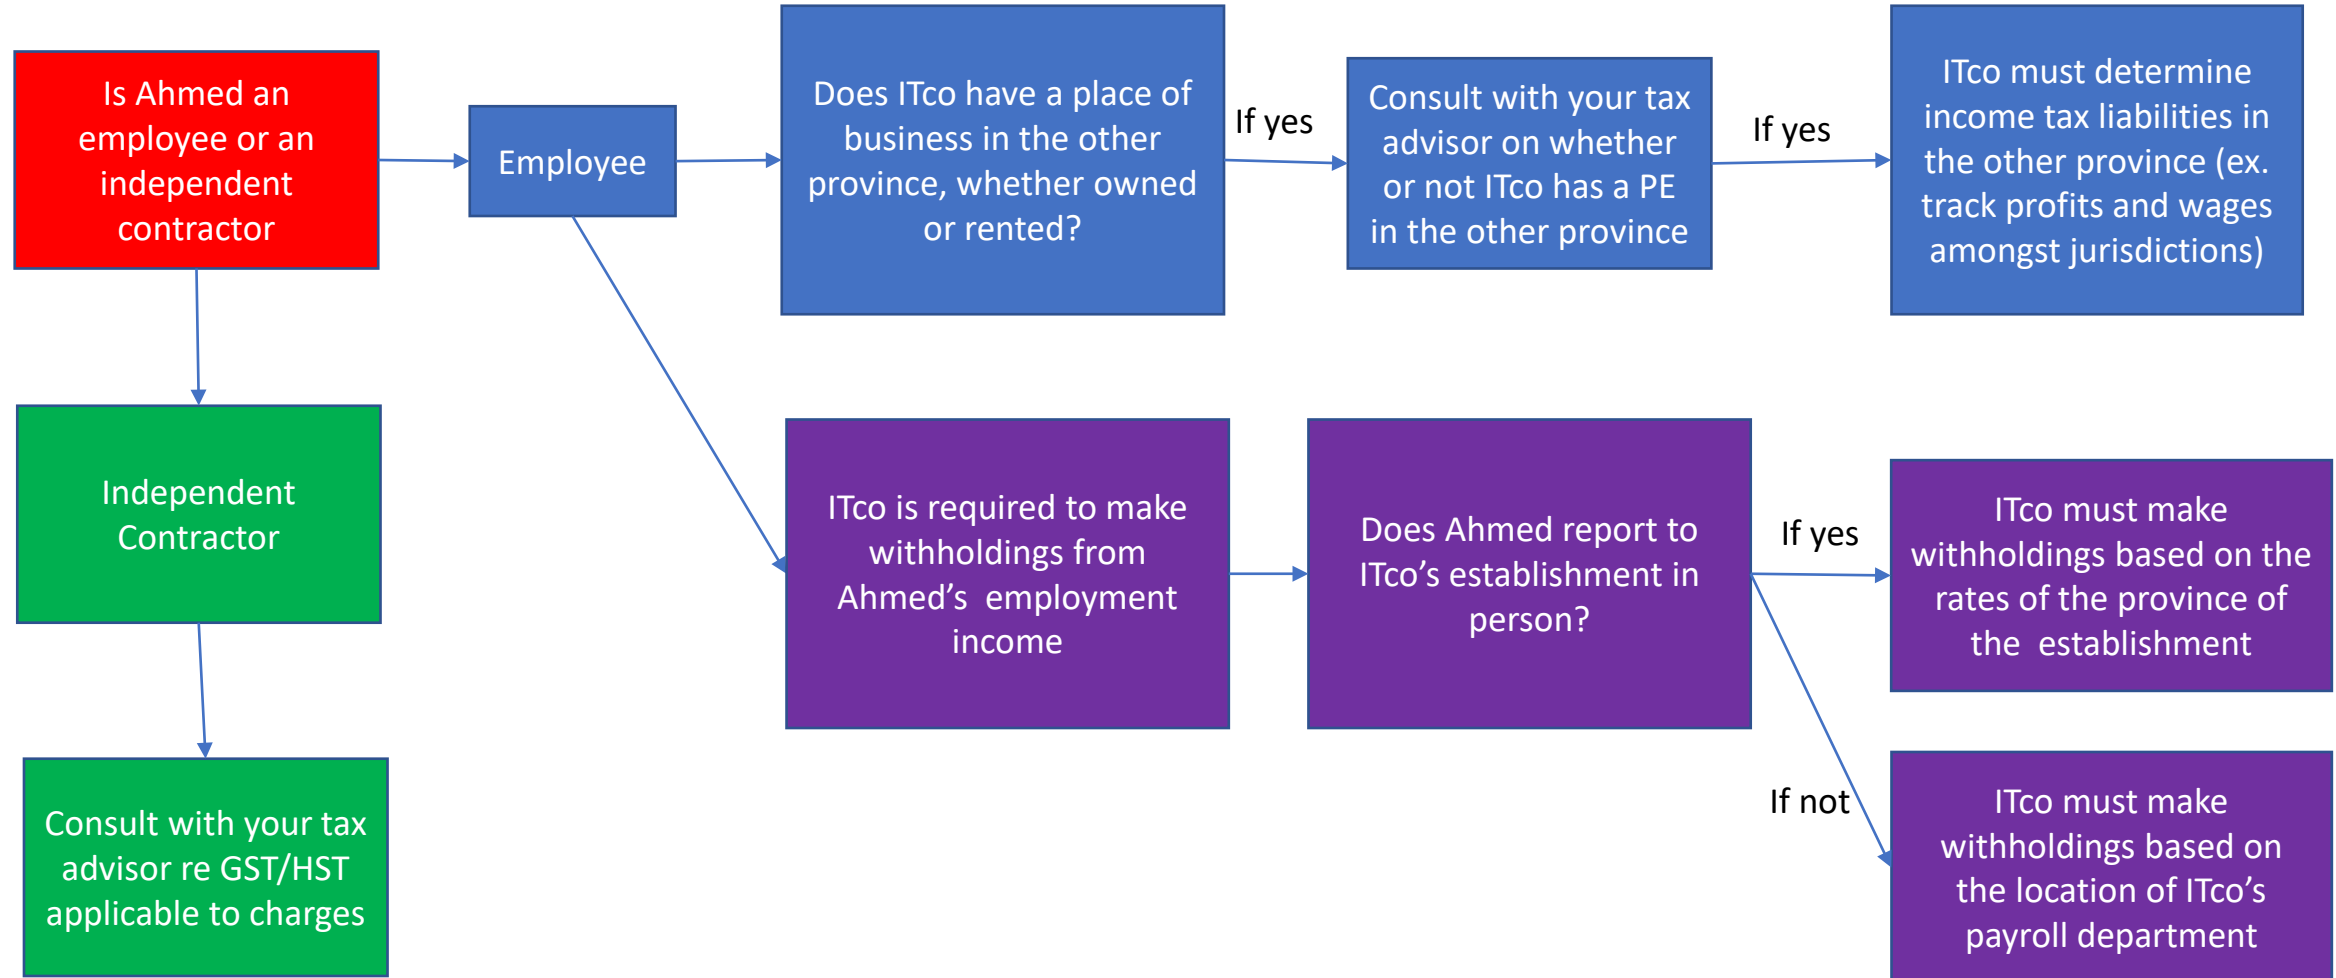 Is Ahmed an
employee or an
independent
contractor
Employee
Does ITco have a place of
business in the other
province, whether owned
or rented?
If yes
Consult with your tax
advisor on whether
or not ITco has a PE
in the other province
If yes
ITco must determine
income tax liabilities in
the other province (ex.
track profits and wages
amongst jurisdictions)
Independent
Contractor
ITco is required to make
withholdings from
Ahmed’s  employment
income
Does Ahmed report to
ITco’s establishment in
person?
If yes
ITco must make
withholdings based on the
rates of the province of
the  establishment
Consult with your tax
advisor re GST/HST
applicable to charges
If not
ITco must make
withholdings based on
the location of ITco’s
payroll department